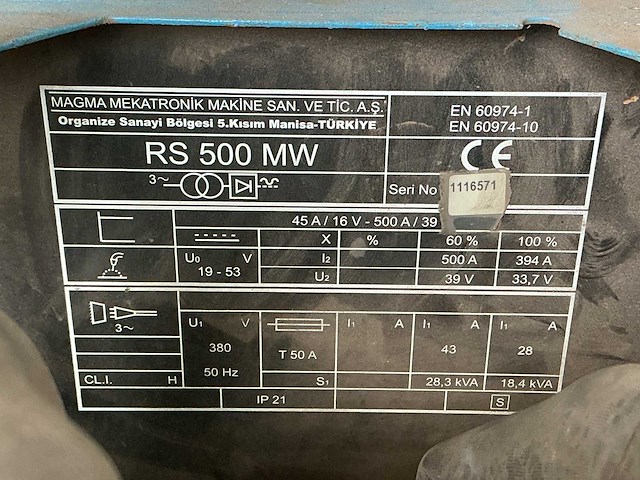 MAGMA MEKATRONİK MAKİNE SAN. VE TİC. A.Ş.
Organize Sanayi Bölgesi 5.Kısım Manisa-TÜRKİYE
EN 60974-1
EN 60974-10
RS 500 MW
CE
3~
Seri No
1116571
45 A / 16 V - 500 A / 39
X % 60 % 100 %
U₀ V
19 - 53
I₂ 500 A 394 A
U₂ 39 V 33,7 V
3~
U₁ V
380
50 Hz
T 50 A
S₁
I₁ A
I₁ A
43
28,3 kVA
I₁ A
28
18,4 kVA
CL.I. H
IP 21
S